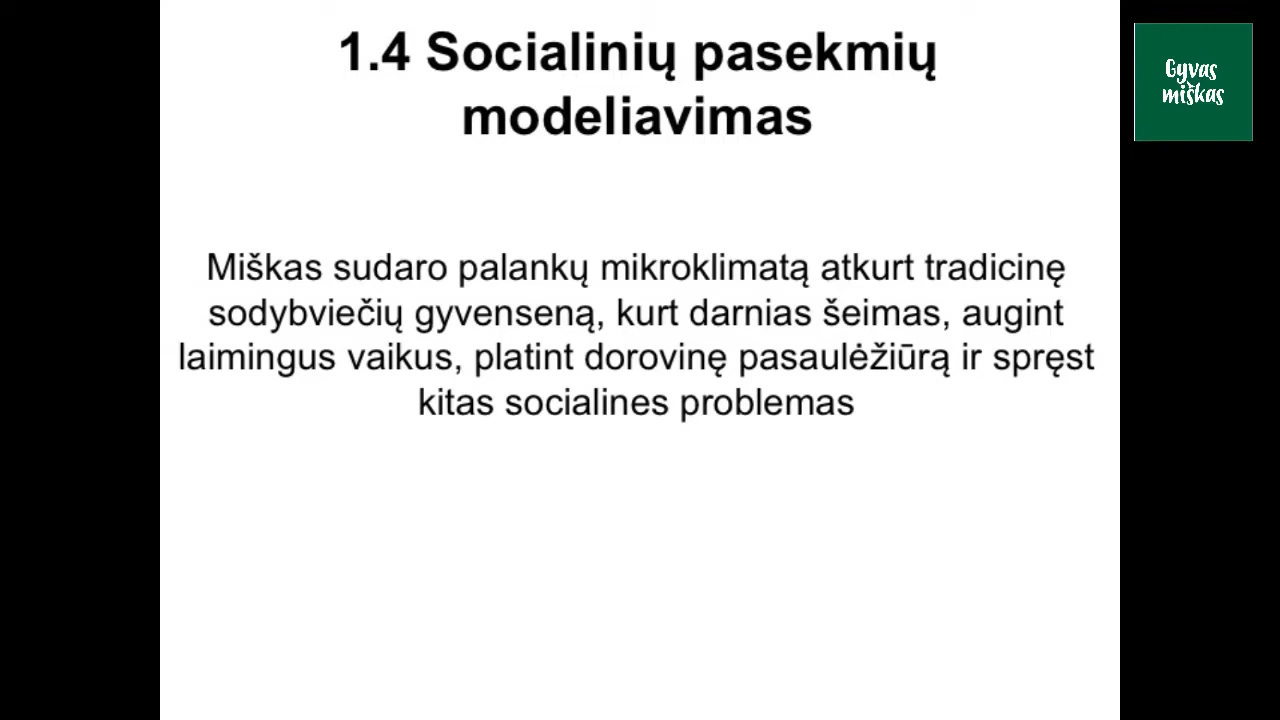 1.4 Socialinių pasekmių
modeliavimas
Gyvas
miškas
Miškas sudaro palankų mikroklimatą atkurt tradicinę
sodybviečių gyvenseną, kurt darnias šeimas, augint
laimingus vaikus, platint dorovinę pasaulėžiūrą ir spręst
kitas socialines problemas